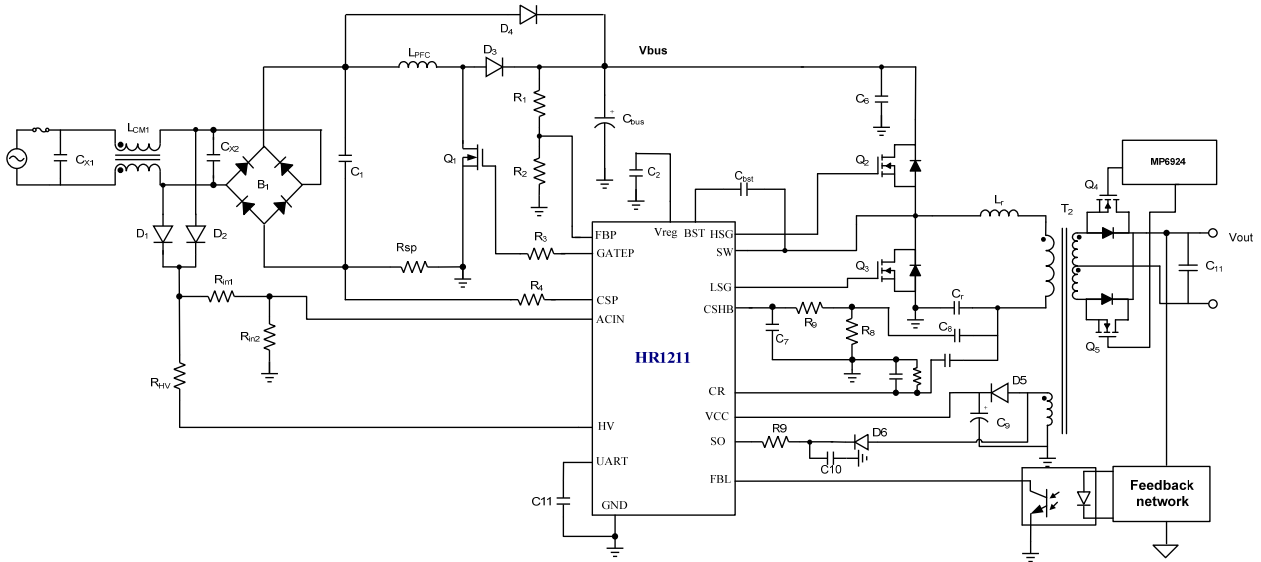 D4
Vbus
LPFC
D3
R1
Cbus
C6
LCM1
CX1
CX2
B1
C1
Q1
R2
C2
Cbst
Q2
MP6924
Q4
Lr
T2
D1
D2
Rsp
R3
FBP
GATEP
Vreg
BST
HSG
SW
Vout
C11
Q3
LSG
Rin1
R4
CSP
ACIN
CSHB
Cr
R9
R8
C8
C7
Q5
Rin2
HR1211
RHV
CR
D5
VCC
C9
HV
R9
D6
SO
C10
UART
FBL
C11
GND
Feedback
network